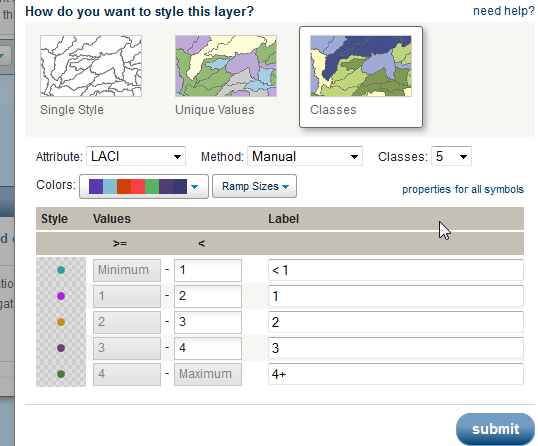 How do you want to style this layer? need help?
th
Single Style Unique Values Classes
Attribute: LACI Method: Manual Classes: 5
Colors: Ramp Sizes properties for all symbols
Style Values Label
>= <
Minimum - 1 < 1
1 - 2 1
2 - 3 2
3 - 4 3
4 - Maximum 4+
submit